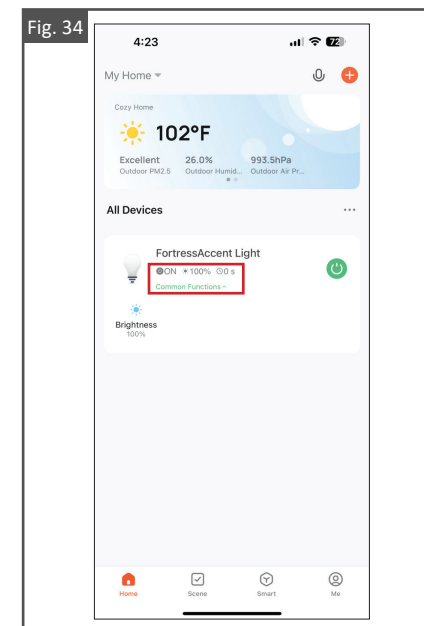 Fig. 34
4:23 72
My Home
Cozy Home
102°F
Excellent 26.0% 993.5hPa
Outdoor PM2.5 Outdoor Humid... Outdoor Air Pr...
All Devices
FortressAccent Light
ON 100% 0 s
Common Functions
Brightness
100%
Home Scene Smart Me